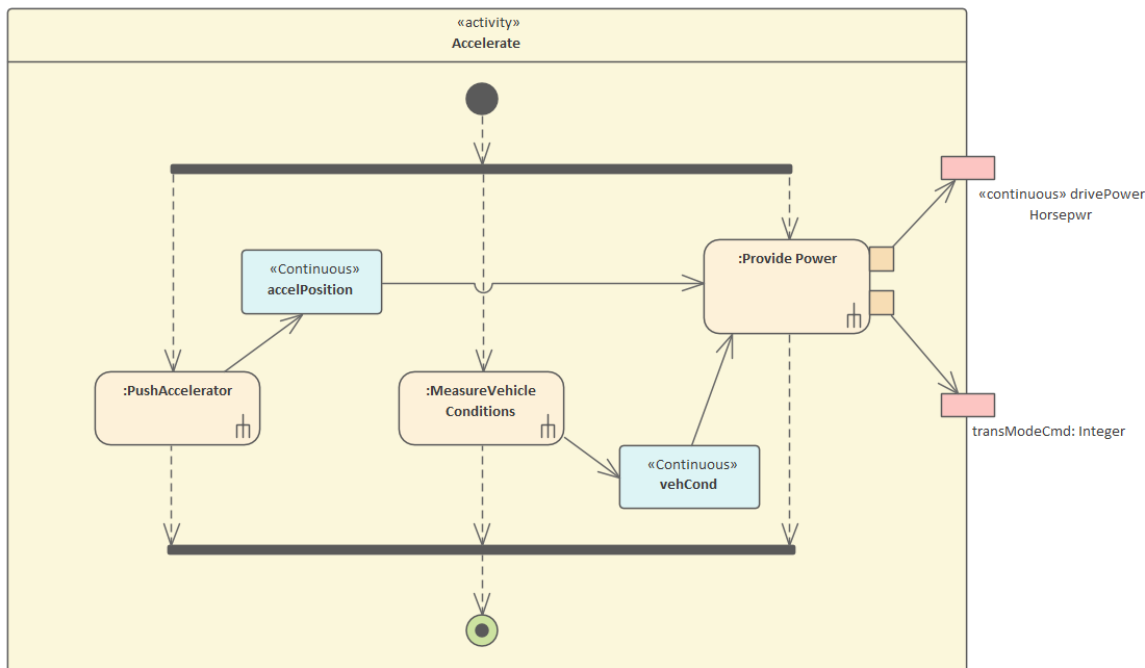 «activity»
Accelerate
«continuous» drivePower
Horsepwr
:Provide Power
«Continuous»
accelPosition
:PushAccelerator
:MeasureVehicle
Conditions
transModeCmd: Integer
«Continuous»
vehCond